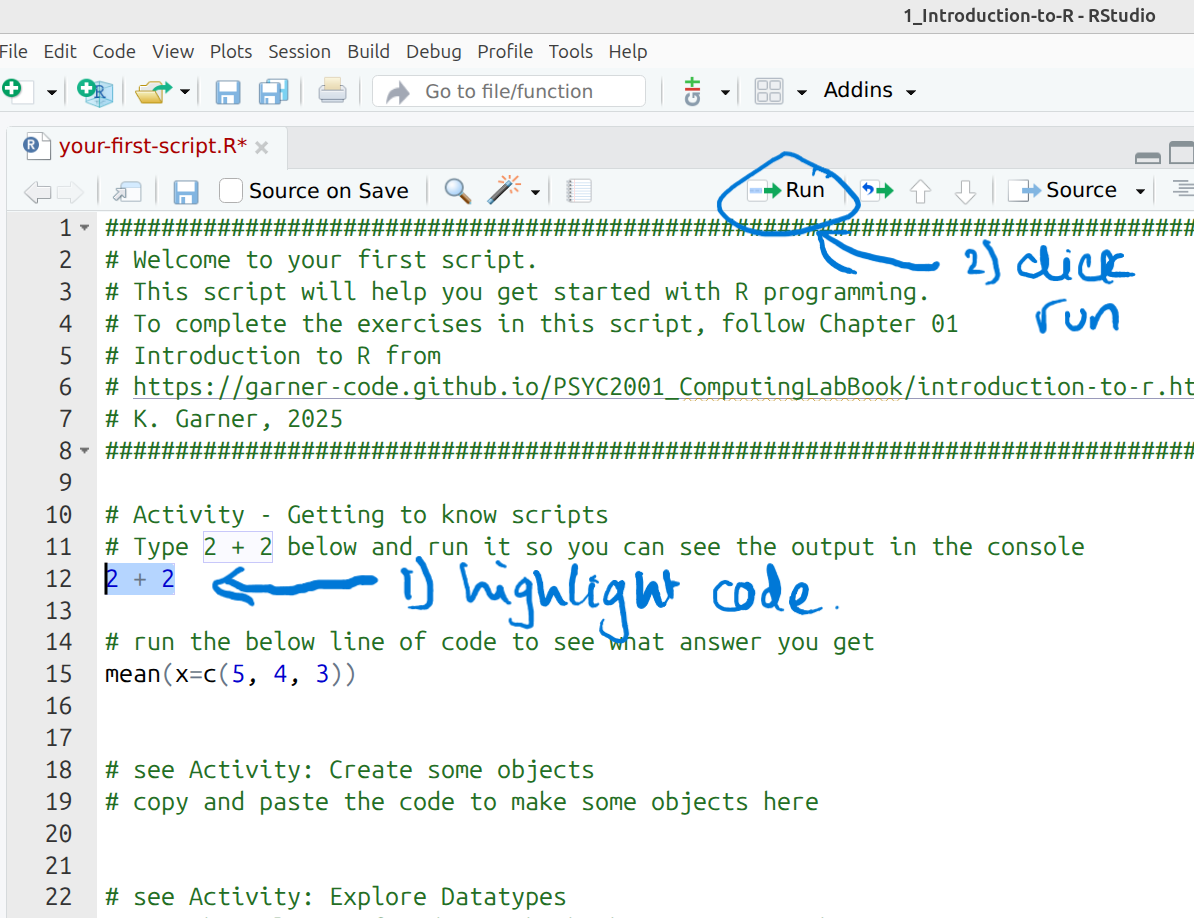 1_Introduction-to-R - RStudio
File Edit Code View Plots Session Build Debug Profile Tools Help
Go to file/function Addins
your-first-script.R*
Source on Save Run Source
1 ##############################################################################
2 # Welcome to your first script.
3 # This script will help you get started with R programming.
4 # To complete the exercises in this script, follow Chapter 01
5 # Introduction to R from
6 # https://garner-code.github.io/PSYC2001_ComputingLabBook/introduction-to-r.ht
7 # K. Garner, 2025
8 ##############################################################################
2) click
run
9
10 # Activity - Getting to know scripts
11 # Type 2 + 2 below and run it so you can see the output in the console
12 2 + 2
1) highlight code.
13
14 # run the below line of code to see what answer you get
15 mean(x=c(5, 4, 3))
16
17
18 # see Activity: Create some objects
19 # copy and paste the code to make some objects here
20
21
22 # see Activity: Explore Datatypes